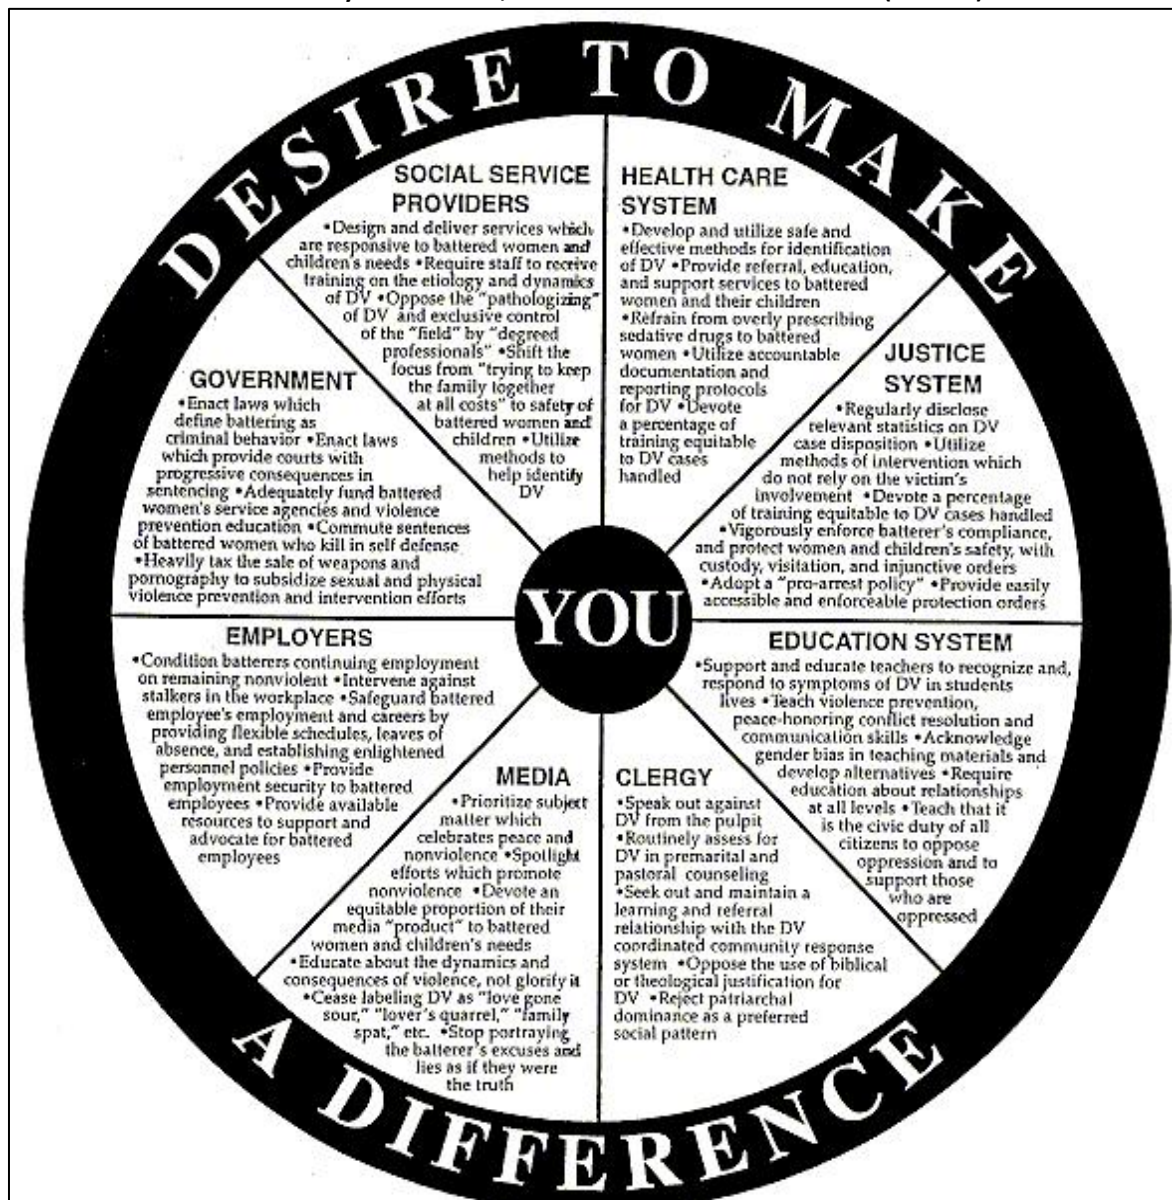 DESIRE TO MAKE
A DIFFERENCE
YOU
SOCIAL SERVICE
PROVIDERS
•Design and deliver services which
are responsive to battered women and
children's needs •Require staff to receive
training on the etiology and dynamics
of DV •Oppose the "pathologizing"
of DV and exclusive control
of the "field" by "degreed
professionals" •Shift the
focus from "trying to keep
the family together
at all costs" to safety of
battered women and
children •Utilize
methods to
help identify
DV
HEALTH CARE
SYSTEM
•Develop and utilize safe and
effective methods for identification
of DV •Provide referral, education,
and support services to battered
women and their children
•Refrain from overly prescribing
sedative drugs to battered
women •Utilize accountable
documentation and
reporting protocols
for DV •Devote
a percentage of
training equitable
to DV cases
handled
JUSTICE
SYSTEM
•Regularly disclose
relevant statistics on DV
case disposition •Utilize
methods of intervention which
do not rely on the victim's
involvement •Devote a percentage
of training equitable to DV cases handled
•Vigorously enforce batterer's compliance,
and protect women and children's safety, with
custody, visitation, and injunctive orders
•Adopt a "pro-arrest policy" •Provide easily
accessible and enforceable protection orders
EDUCATION SYSTEM
•Support and educate teachers to recognize and,
respond to symptoms of DV in students
lives •Teach violence prevention,
peace-honoring conflict resolution and
communication skills •Acknowledge
gender bias in teaching materials and
develop alternatives •Require
education about relationships
at all levels •Teach that it
is the civic duty of all
citizens to oppose
oppression and to
support those
who are
oppressed
CLERGY
•Speak out against
DV from the pulpit
•Routinely assess for
DV in premarital and
pastoral counseling
•Seek out and maintain a
learning and referral
relationship with the DV
coordinated community response
system •Oppose the use of biblical
or theological justification for
DV •Reject patriarchal
dominance as a preferred
social pattern
MEDIA
•Prioritize subject
matter which
celebrates peace and
nonviolence •Spotlight
efforts which promote
nonviolence •Devote an
equitable proportion of their
media "product" to battered
women and children's needs
•Educate about the dynamics and
consequences of violence, not glorify it
•Cease labeling DV as "love gone
sour," "lover's quarrel," "family
spat," etc. •Stop portraying
the batterer's excuses and
lies as if they were
the truth
EMPLOYERS
•Condition batterers continuing employment
on remaining nonviolent •Intervene against
stalkers in the workplace •Safeguard battered
employee's employment and careers by
providing flexible schedules, leaves of
absence, and establishing enlightened
personnel policies •Provide
employment security to battered
employees •Provide available
resources to support and
advocate for battered
employees
GOVERNMENT
•Enact laws which
define battering as
criminal behavior •Enact laws
which provide courts with
progressive consequences in
sentencing •Adequately fund battered
women's service agencies and violence
prevention education •Commute sentences
of battered women who kill in self defense
•Heavily tax the sale of weapons and
pornography to subsidize sexual and physical
violence prevention and intervention efforts